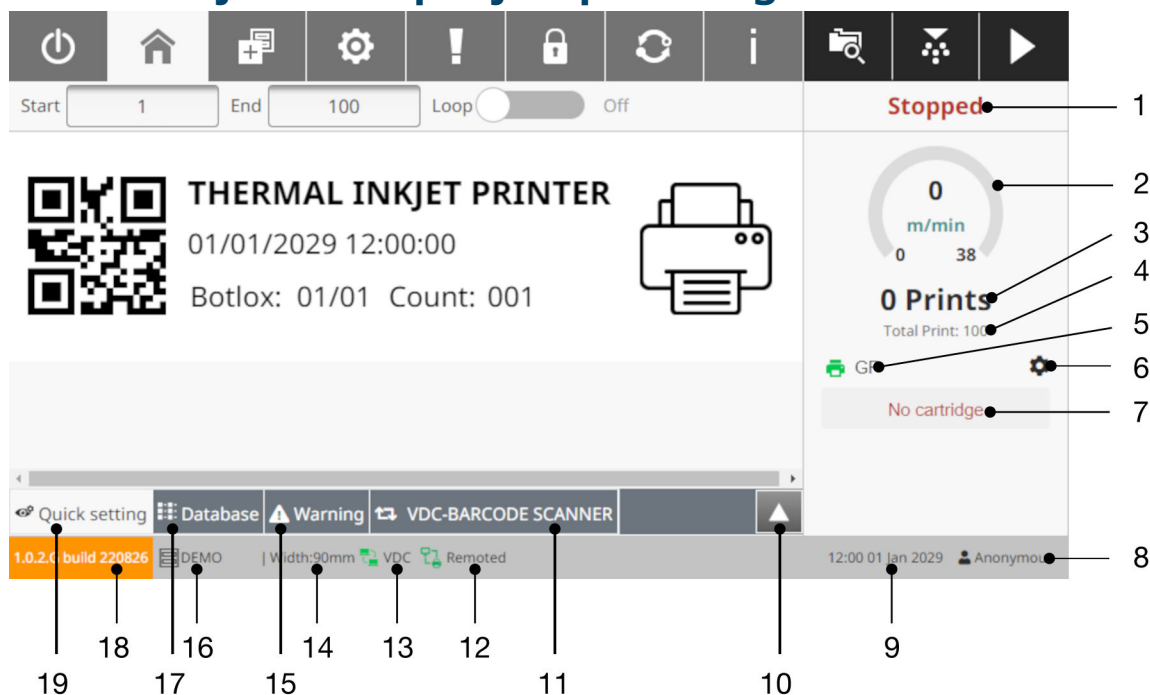 Start 1 End 100 Loop Off
Stopped
1
THERMAL INKJET PRINTER
01/01/2029 12:00:00
Botlox: 01/01 Count: 001
0
m/min
0 38
2
0 Prints
3
Total Print: 100
4
5
6
No cartridge
7
Quick setting Database Warning VDC-BARCODE SCANNER
build 220826 DEMO | Width:90mm VDC Remoted 12:00 01 Jan 2029 Anonymous
8
18 16 14 13 12 9
19 17 15 11 10